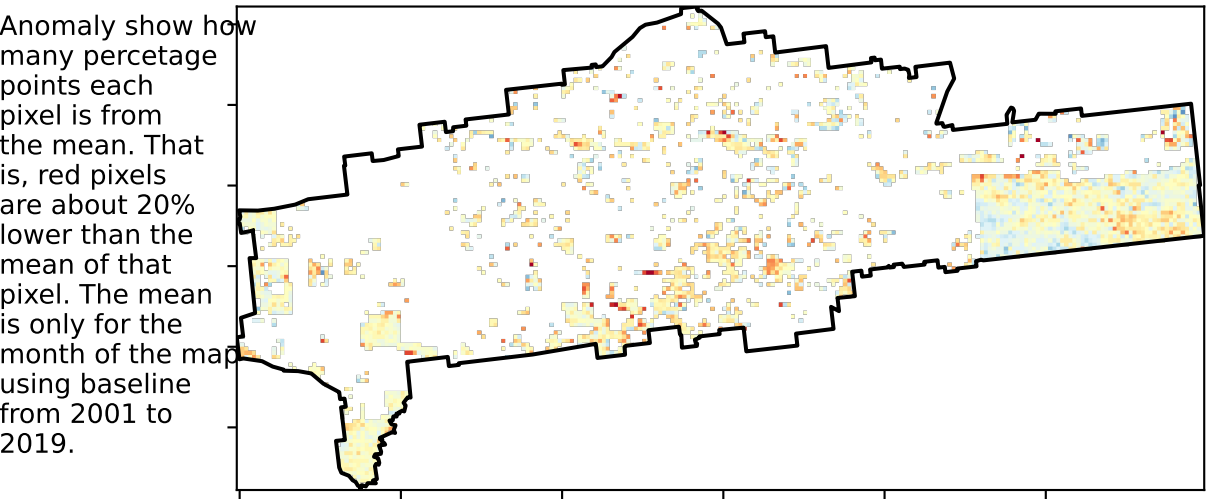 Anomaly show how
many percetage
points each
pixel is from
the mean. That
is, red pixels
are about 20%
lower than the
mean of that
pixel. The mean
is only for the
month of the map
using baseline
from 2001 to
2019.